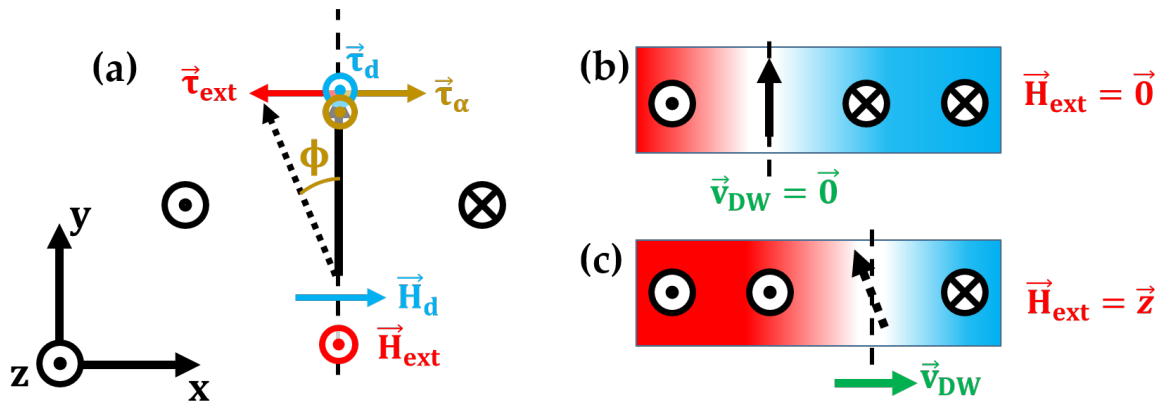 (a)
τ⃗_d
τ⃗_ext
τ⃗_α
ϕ
y
z
x
H⃗_d
H⃗_ext
(b)
H⃗_ext = 0⃗
v⃗_DW = 0⃗
(c)
H⃗_ext = z⃗
v⃗_DW